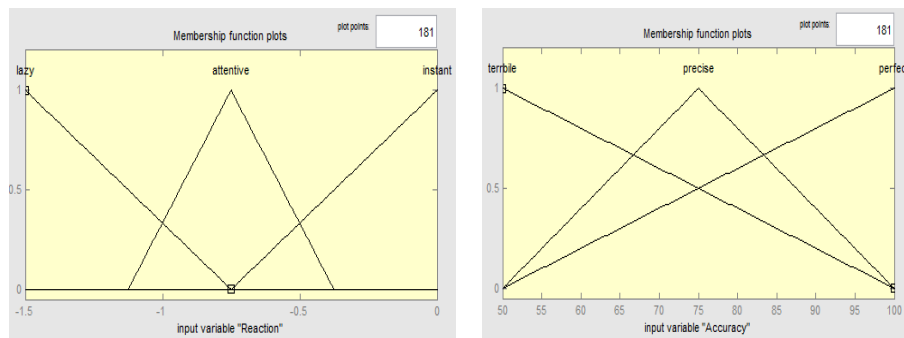 plot points:
181
Membership function plots
lazy
attentive
instant
1
0.5
0
-1.5
-1
-0.5
0
input variable "Reaction"
plot points:
181
Membership function plots
terrbile
precise
perfec
1
0.5
0
50
55
60
65
70
75
80
85
90
95
100
input variable "Accuracy"